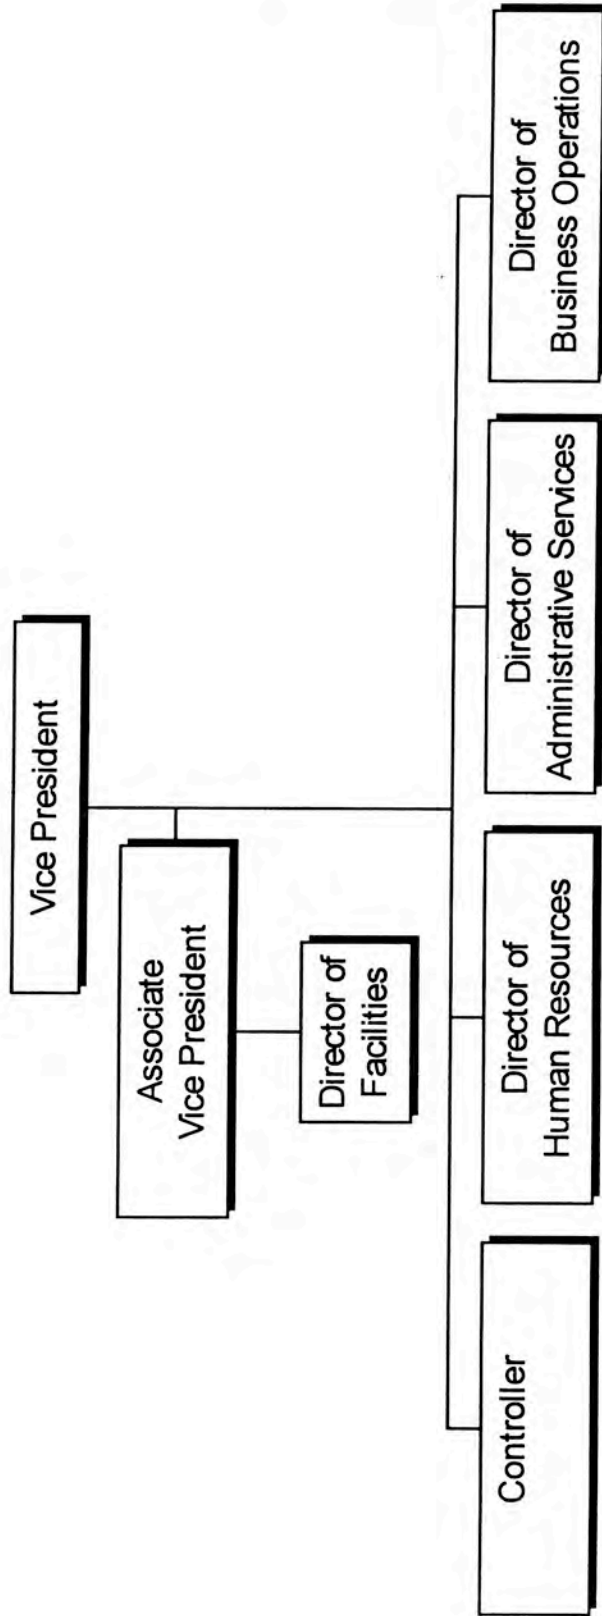 Vice President
Associate
Vice President
Director of
Facilities
Controller
Director of
Human Resources
Director of
Administrative Services
Director of
Business Operations